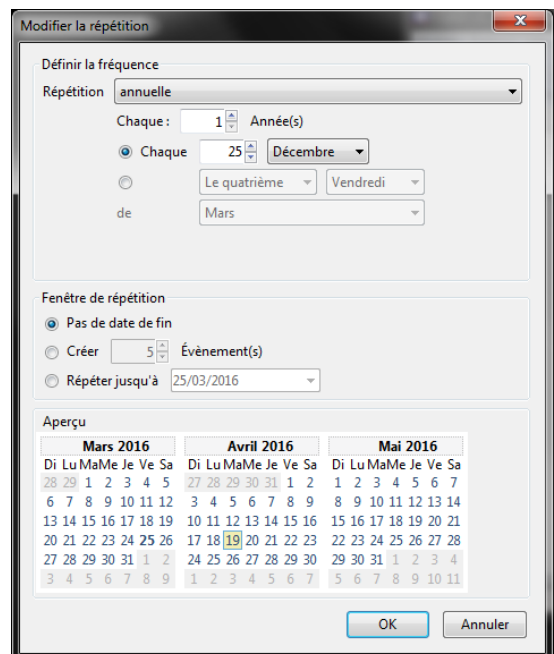 Modifier la répétition
Définir la fréquence
Répétition annuelle
Chaque : 1 Année(s)
Chaque 25 Décembre
Le quatrième Vendredi
de Mars
Fenêtre de répétition
Pas de date de fin
Créer 5 Évènement(s)
Répéter jusqu'à 25/03/2016
Aperçu
Mars 2016 Avril 2016 Mai 2016
Di Lu Ma Me Je Ve Sa Di Lu Ma Me Je Ve Sa Di Lu Ma Me Je Ve Sa
28 29 1 2 3 4 5 27 28 29 30 31 1 2 1 2 3 4 5 6 7
6 7 8 9 10 11 12 3 4 5 6 7 8 9 8 9 10 11 12 13 14
13 14 15 16 17 18 19 10 11 12 13 14 15 16 15 16 17 18 19 20 21
20 21 22 23 24 25 26 17 18 19 20 21 22 23 22 23 24 25 26 27 28
27 28 29 30 31 1 2 24 25 26 27 28 29 30 29 30 31 1 2 3 4
3 4 5 6 7 8 9 1 2 3 4 5 6 7 5 6 7 8 9 10 11
OK Annuler